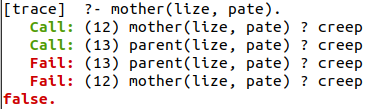 [trace]  ?- mother(lize, pate).
   Call: (12) mother(lize, pate) ? creep
   Call: (13) parent(lize, pate) ? creep
   Fail: (13) parent(lize, pate) ? creep
   Fail: (12) mother(lize, pate) ? creep
false.